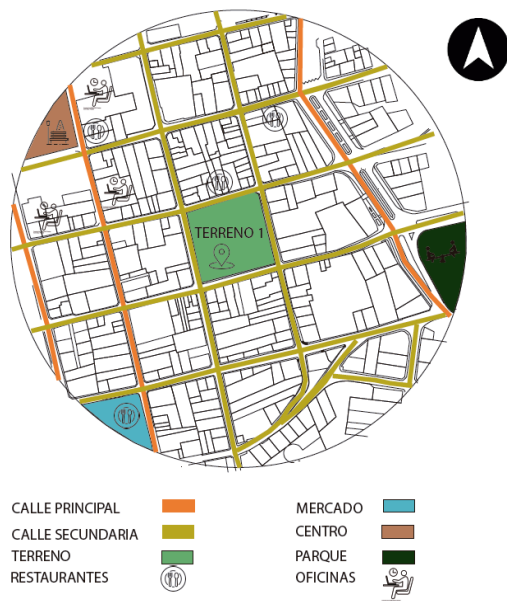 TERRENO 1
CALLE PRINCIPAL
CALLE SECUNDARIA
TERRENO
RESTAURANTES
MERCADO
CENTRO
PARQUE
OFICINAS